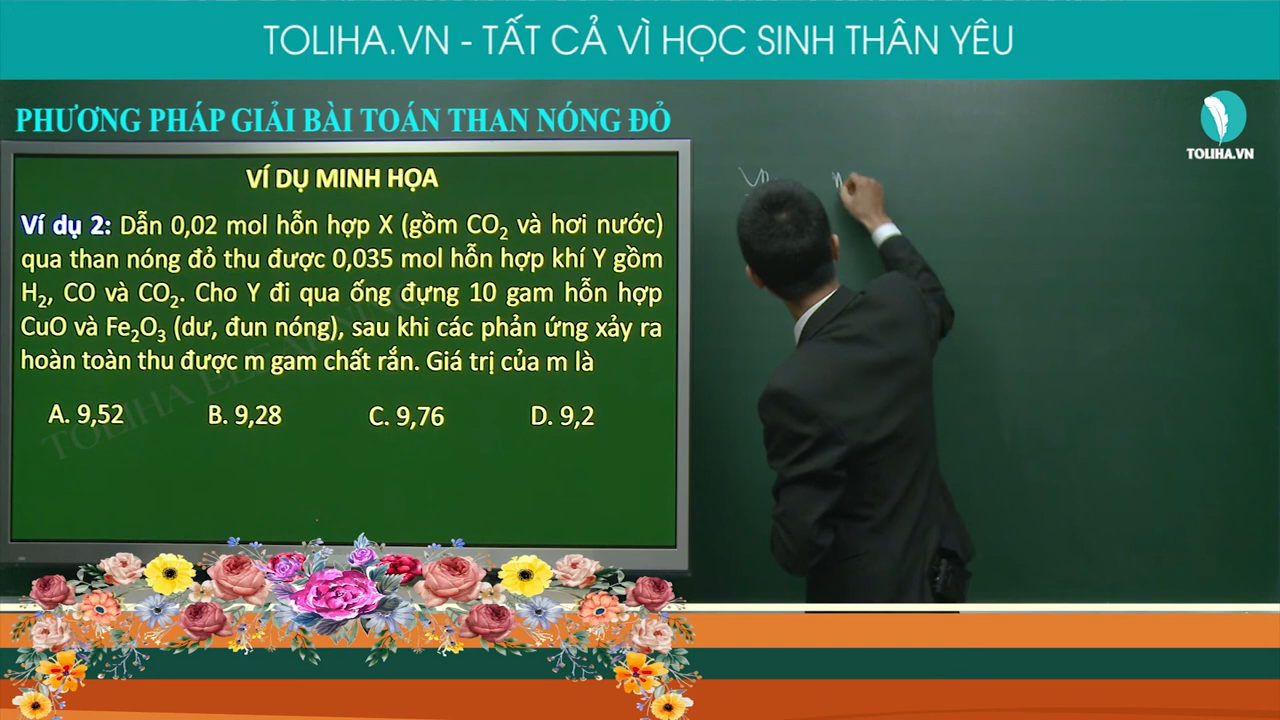 TOLIHA.VN - TẤT CẢ VÌ HỌC SINH THÂN YÊU
PHƯƠNG PHÁP GIẢI BÀI TOÁN THAN NÓNG ĐỎ
TOLIHA.VN
VÍ DỤ MINH HỌA
Ví dụ 2: Dẫn 0,02 mol hỗn hợp X (gồm CO₂ và hơi nước)
qua than nóng đỏ thu được 0,035 mol hỗn hợp khí Y gồm
H₂, CO và CO₂. Cho Y đi qua ống đựng 10 gam hỗn hợp
CuO và Fe₂O₃ (dư, đun nóng), sau khi các phản ứng xảy ra
hoàn toàn thu được m gam chất rắn. Giá trị của m là
A. 9,52 B. 9,28 C. 9,76 D. 9,2